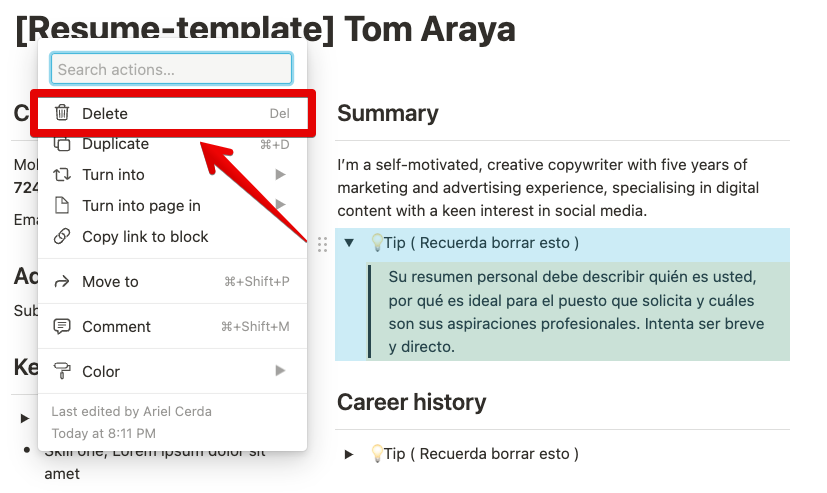 [Resume-template] Tom Araya
Search actions...
Delete Del
Duplicate ⌘+D
Turn into
Turn into page in
Copy link to block
Move to ⌘+Shift+P
Comment ⌘+Shift+M
Color
Last edited by Ariel Cerda
Today at 8:11 PM
C
Mo
724
Ema
Ad
Sub
Ke
Skill one, Lorem ipsum dolor sit
amet
Summary
I'm a self-motivated, creative copywriter with five years of
marketing and advertising experience, specialising in digital
content with a keen interest in social media.
💡Tip ( Recuerda borrar esto )
Su resumen personal debe describir quién es usted,
por qué es ideal para el puesto que solicita y cuáles
son sus aspiraciones profesionales. Intenta ser breve
y directo.
Career history
💡Tip ( Recuerda borrar esto )